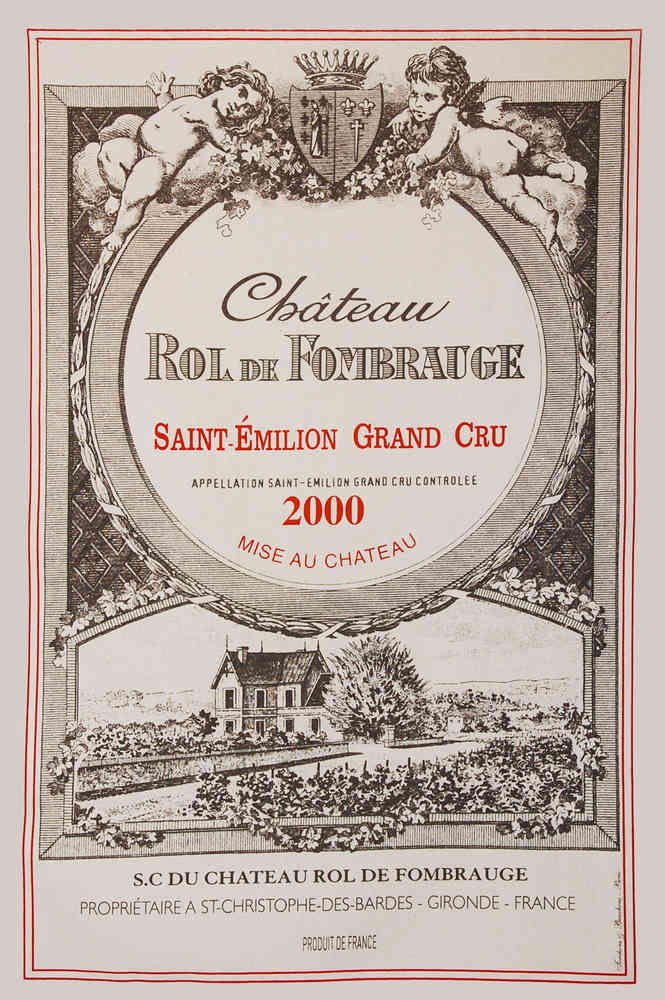 Château
ROL DE FOMBRAUGE
SAINT-ÉMILION GRAND CRU
APPELLATION SAINT-EMILION GRAND CRU CONTROLEE
2000
MISE AU CHATEAU
S.C DU CHATEAU ROL DE FOMBRAUGE
PROPRIÉTAIRE A ST-CHRISTOPHE-DES-BARDES - GIRONDE - FRANCE
PRODUIT DE FRANCE